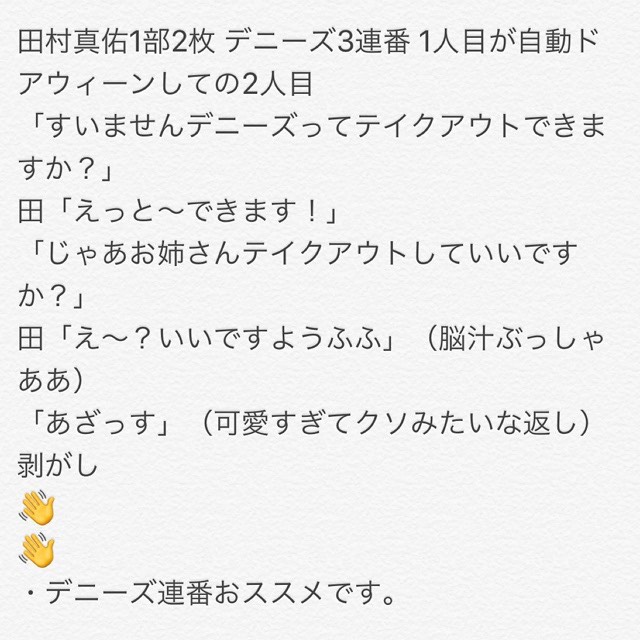 田村真佑1部2枚 デニーズ3連番 1人目が自動ド
アウィーンしての2人目
「すいませんデニーズってテイクアウトできま
すか？」
田「えっと〜できます！」
「じゃあお姉さんテイクアウトしていいです
か？」
田「え〜？いいですようふふ」（脳汁ぶっしゃ
ああ）
「あざっす」（可愛すぎてクソみたいな返し）
剥がし
👋
👋
・デニーズ連番おススメです。